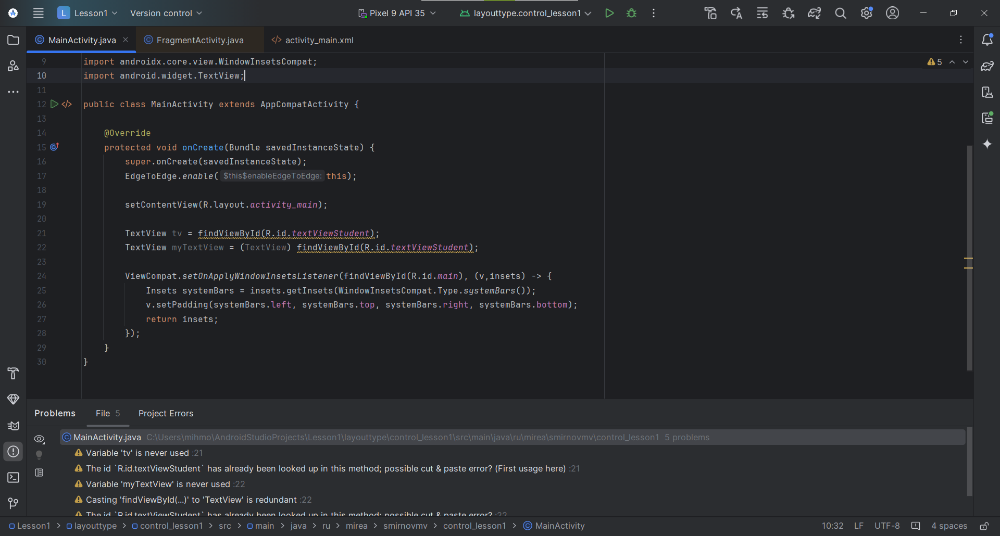 L Lesson1 Version control Pixel 9 API 35 layouttype.control_lesson1
MainActivity.java FragmentActivity.java </> activity_main.xml
9 import androidx.core.view.WindowInsetsCompat; 5
10 import android.widget.TextView;
11
12 </> public class MainActivity extends AppCompatActivity {
13
14 @Override
15 protected void onCreate(Bundle savedInstanceState) {
16 super.onCreate(savedInstanceState);
17 EdgeToEdge.enable( $this$enableEdgeToEdge: this);
18
19 setContentView(R.layout.activity_main);
20
21 TextView tv = findViewById(R.id.textViewStudent);
22 TextView myTextView = (TextView) findViewById(R.id.textViewStudent);
23
24 ViewCompat.setOnApplyWindowInsetsListener(findViewById(R.id.main), (v,insets) -> {
25 Insets systemBars = insets.getInsets(WindowInsetsCompat.Type.systemBars());
26 v.setPadding(systemBars.left, systemBars.top, systemBars.right, systemBars.bottom);
27 return insets;
28 });
29 }
30 }
Problems File 5 Project Errors
MainActivity.java C:\Users\mihmo\AndroidStudioProjects\Lesson1\layouttype\control_lesson1\src\main\java\ru\mirea\smirnovmv\control_lesson1 5 problems
Variable 'tv' is never used :21
The id `R.id.textViewStudent` has already been looked up in this method; possible cut & paste error? (First usage here) :21
Variable 'myTextView' is never used :22
Casting 'findViewById(...)' to 'TextView' is redundant :22
The id `R.id.textViewStudent` has already been looked up in this method; possible cut & paste error? :22
Lesson1 > layouttype > control_lesson1 > src > main > java > ru > mirea > smirnovmv > control_lesson1 > MainActivity 10:32 LF UTF-8 4 spaces